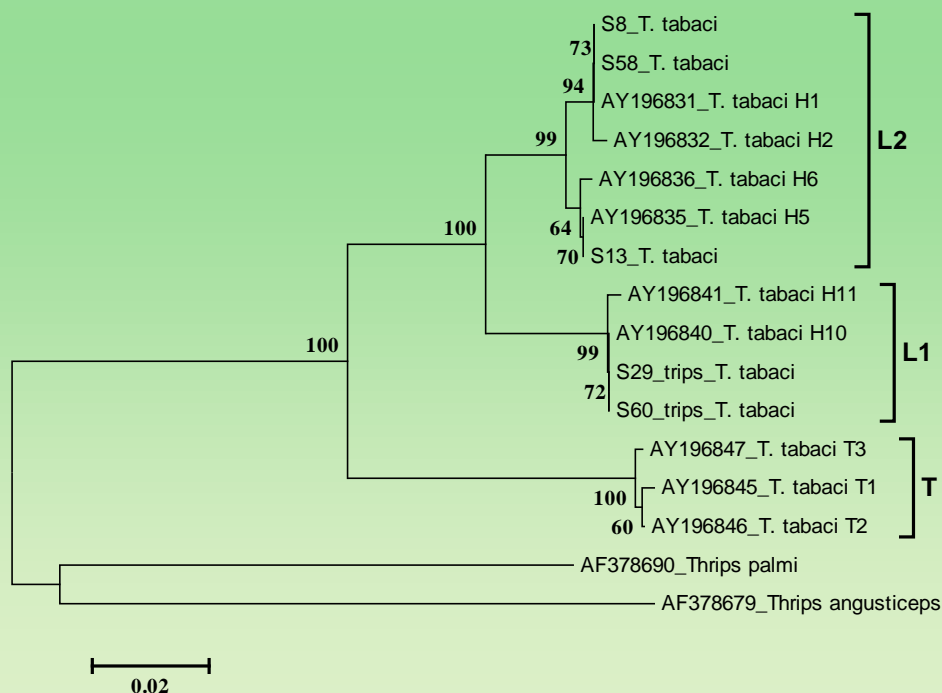 S8_T. tabaci
73
S58_T. tabaci
94
AY196831_T. tabaci H1
99
AY196832_T. tabaci H2
L2
AY196836_T. tabaci H6
100
64
AY196835_T. tabaci H5
70
S13_T. tabaci
AY196841_T. tabaci H11
100
AY196840_T. tabaci H10
L1
99
S29_trips_T. tabaci
72
S60_trips_T. tabaci
AY196847_T. tabaci T3
100
AY196845_T. tabaci T1
T
60
AY196846_T. tabaci T2
AF378690_Thrips palmi
AF378679_Thrips angusticeps
0.02